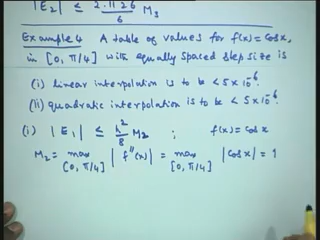 |E2| ≤ 2.1126/6 M3
Example 4 A table of values for f(x)=cosx,
in [0, π/4] with equally spaced step size is
(i) linear interpolation is to be < 5×10^-6.
(ii) quadratic interpolation is to be < 5×10^-6.
(i) |E1| ≤ h^2/8 M2 ; f(x) = cos x
M2 = max [0, π/4] |f''(x)| = max [0, π/4] |cos x| = 1